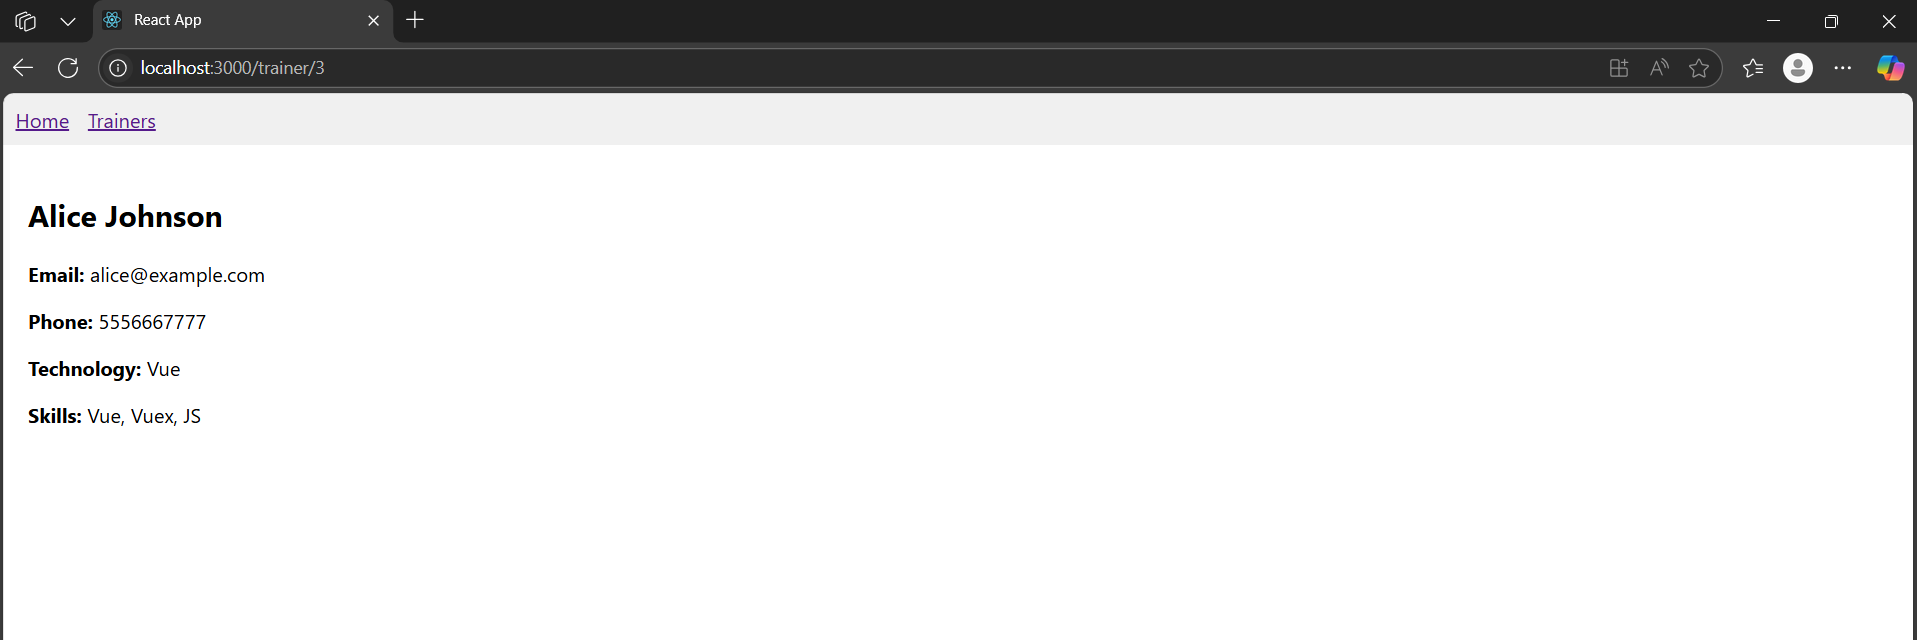 React App
localhost:3000/trainer/3
Home Trainers
Alice Johnson
Email: alice@example.com
Phone: 5556667777
Technology: Vue
Skills: Vue, Vuex, JS